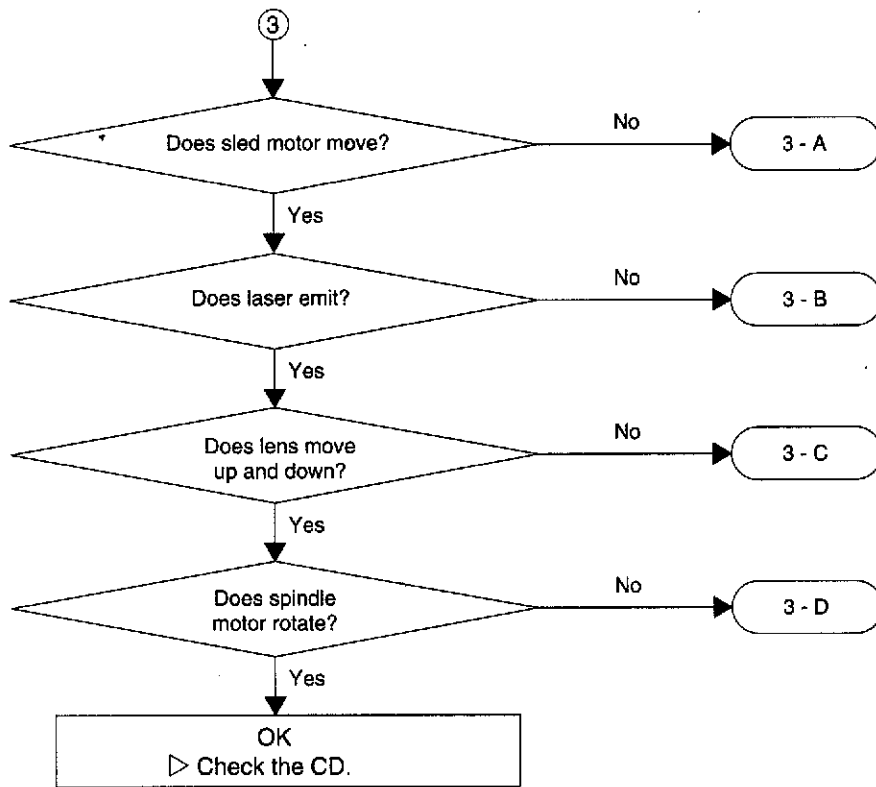 3
Does sled motor move?
No
3 - A
Yes
Does laser emit?
No
3 - B
Yes
Does lens move
up and down?
No
3 - C
Yes
Does spindle
motor rotate?
No
3 - D
Yes
OK
▷ Check the CD.